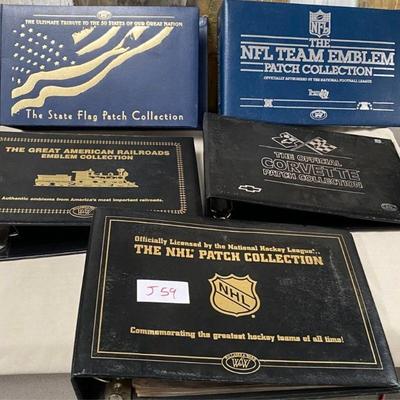 THE ULTIMATE TRIBUTE TO THE 50 STATES OF OUR GREAT NATION
The State Flag Patch Collection
NFL
THE
NFL TEAM EMBLEM
PATCH COLLECTION
OFFICIALLY AUTHORIZED BY THE NATIONAL FOOTBALL LEAGUE
THE GREAT AMERICAN RAILROADS
EMBLEM COLLECTION
Authentic emblems from America's most important railroads.
THE OFFICIAL
CORVETTE
PATCH COLLECTION
Officially Licensed by the National Hockey League...
THE NHL PATCH COLLECTION
J59
NHL
Commemorating the greatest hockey teams of all time!